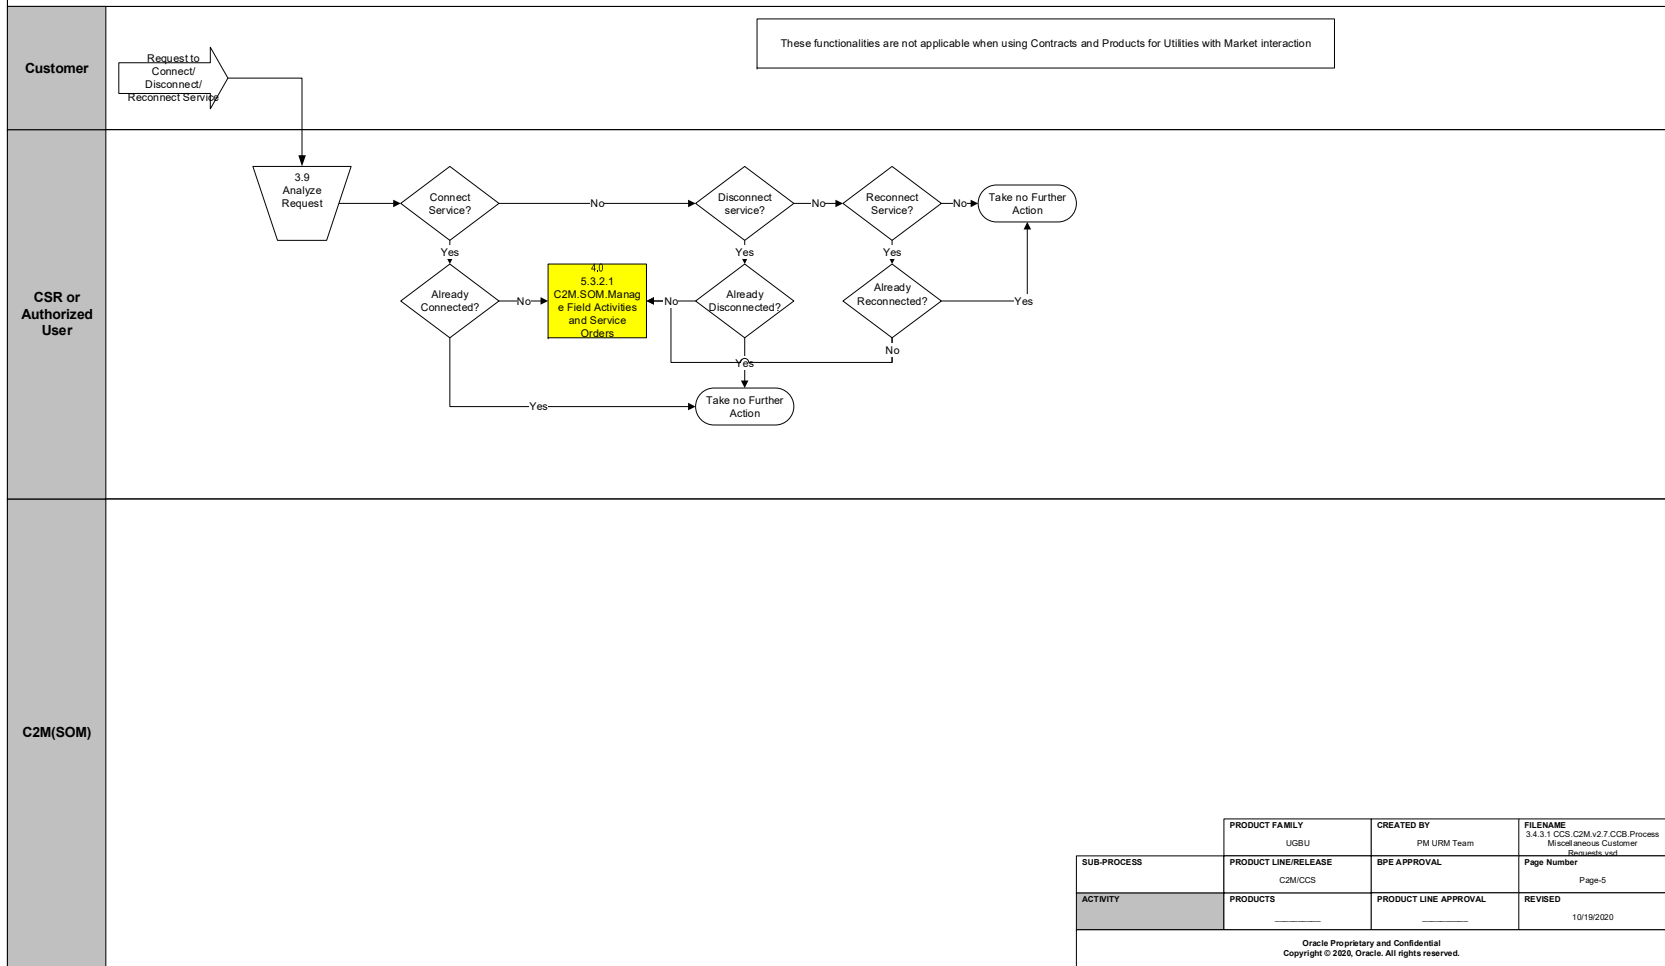 These functionalities are not applicable when using Contracts and Products for Utilities with Market interaction
Customer
Request to
Connect/
Disconnect/
Reconnect Service
CSR or
Authorized
User
3.9
Analyze
Request
Connect
Service?
No
Disconnect
service?
No
Reconnect
Service?
No
Take no Further
Action
Yes
Yes
Yes
Already
Connected?
No
4.0
5.3.2.1
C2M.SOM.Manag
e Field Activities
and Service
Orders
No
Already
Disconnected?
Already
Reconnected?
Yes
No
Yes
Yes
Take no Further
Action
C2M(SOM)
PRODUCT FAMILY
UGBU
CREATED BY
PM URM Team
FILENAME
3.4.3.1 CCS.C2M.v2.7.CCB.Process
Miscellaneous Customer
Requests.vsd
SUB-PROCESS
PRODUCT LINE/RELEASE
C2M/CCS
BPE APPROVAL
Page Number
Page-5
ACTIVITY
PRODUCTS
PRODUCT LINE APPROVAL
REVISED
10/19/2020
Oracle Proprietary and Confidential
Copyright © 2020, Oracle. All rights reserved.